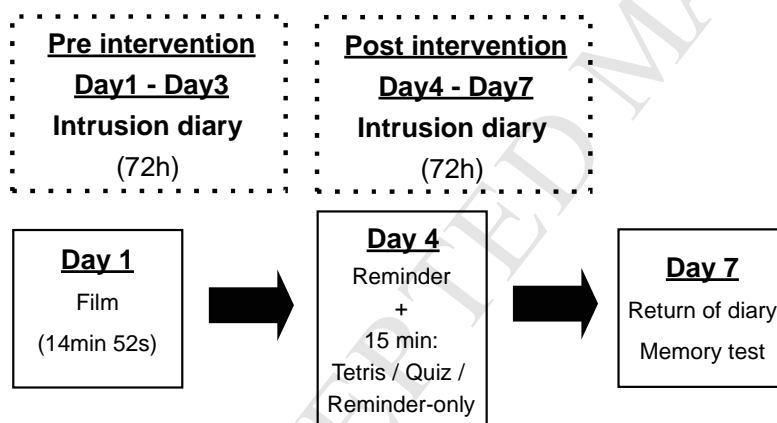 Pre intervention
Day1 - Day3
Intrusion diary
(72h)
Post intervention
Day4 - Day7
Intrusion diary
(72h)
Day 1
Film
(14min 52s)
Day 4
Reminder
+
15 min:
Tetris / Quiz /
Reminder-only
Day 7
Return of diary
Memory test